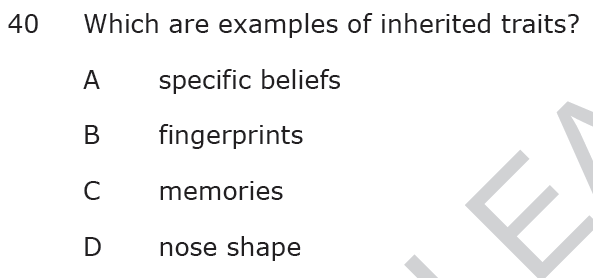 40 Which are examples of inherited traits?
A specific beliefs
B fingerprints
C memories
D nose shape